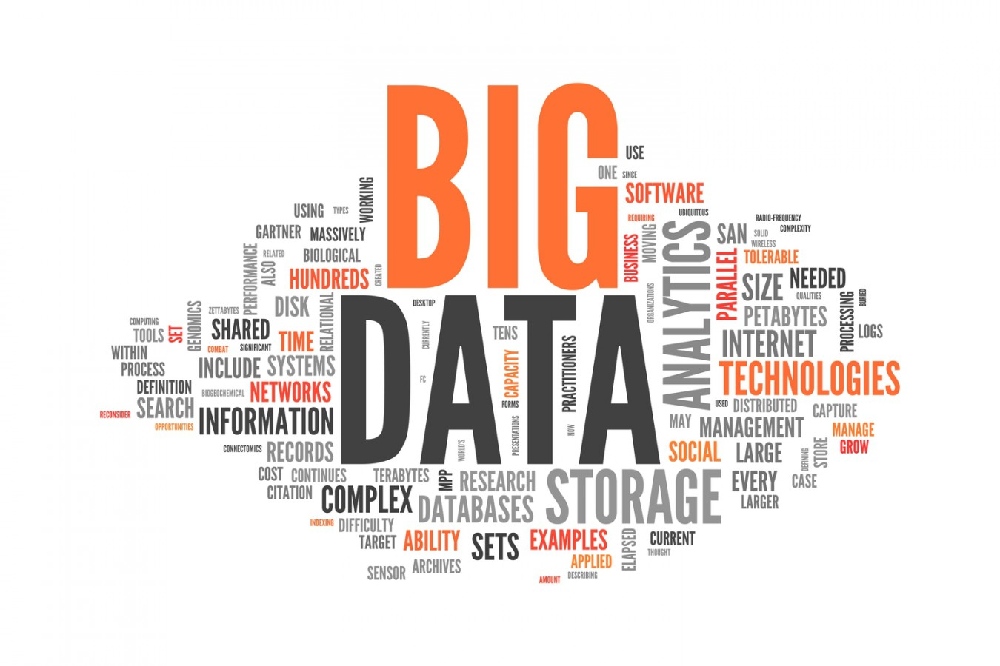 BIG
DATA
USE
ONE
SINCE
SOFTWARE
WORKING
USING
TYPES
REQUIRING
UBIQUITOUS
RADIO-FREQUENCY
COMPLEXITY
GARTNER
MASSIVELY
BUSINESS
MOVING
ANALYTICS
SAN
SOLID
WIRELESS
PERFORMANCE
RELATED
ALSO
BIOLOGICAL
PARALLEL
TOLERABLE
HUNDREDS
CREATED
SIZE
NEEDED
QUALITIES
ORGANIZATIONS
PROCESSING
BURIED
ZETTABYTES
DISK
RELATIONAL
DESKTOP
PETABYTES
COMPUTING
TOOLS
SET
GENOMICS
SHARED
CURRENTLY
TENS
LOGS
COMBAT
SIGNIFICANT
TIME
CAPACITY
PRACTITIONERS
INTERNET
WITHIN
PROCESS
INCLUDE
SYSTEMS
FC
TECHNOLOGIES
DEFINITION
BIOGEOCHEMICAL
NETWORKS
FORMS
USED
DISTRIBUTED
CAPTURE
RECONSIDER
SEARCH
OPPORTUNITIES
INFORMATION
PRESENTATIONS
NOW
MAY
MANAGEMENT
MANAGE
CONNECTOMICS
RECORDS
WORLD'S
SOCIAL
LARGE
DEFINING
STORE
GROW
COST
CONTINUES
TERABYTES
MPP
RESEARCH
STORAGE
EVERY
CASE
CITATION
COMPLEX
DATABASES
LARGER
INDEXING
DIFFICULTY
TARGET
ABILITY
SETS
EXAMPLES
ELAPSED
CURRENT
THOUGHT
SENSOR
ARCHIVES
APPLIED
AMOUNT
DESCRIBING